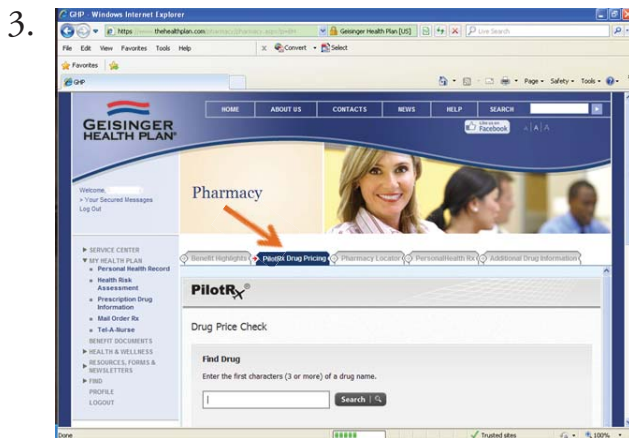 3.
GHP - Windows Internet Explorer
https://www.thehealthplan.com
Geisinger Health Plan [US]
Live Search
File Edit View Favorites Tools Help
Convert Select
Favorites
GHP
Page Safety Tools
HOME ABOUT US CONTACTS NEWS HELP SEARCH
Facebook A A A
GEISINGER
HEALTH PLAN
Welcome,
> Your Secured Messages
Log Out
Pharmacy
Benefit Highlights PilotRx Drug Pricing Pharmacy Locator PersonalHealth Rx Additional Drug Information
SERVICE CENTER
MY HEALTH PLAN
Personal Health Record
Health Risk
Assessment
Prescription Drug
Information
Mail Order Rx
Tel-A-Nurse
BENEFIT DOCUMENTS
HEALTH & WELLNESS
RESOURCES, FORMS &
NEWSLETTERS
FIND
PROFILE
LOGOUT
PilotRx®
Drug Price Check
Find Drug
Enter the first characters (3 or more) of a drug name.
Search
Done Trusted sites 100%